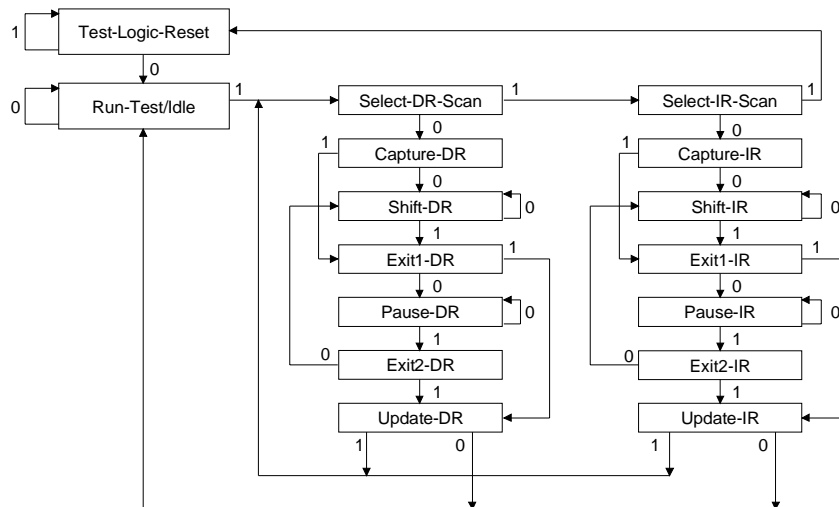 1
Test-Logic-Reset
0
0
Run-Test/Idle
1
Select-DR-Scan
1
Select-IR-Scan
1
0
0
1
Capture-DR
1
Capture-IR
0
0
Shift-DR
0
Shift-IR
0
1
1
Exit1-DR
1
Exit1-IR
1
0
0
Pause-DR
0
Pause-IR
0
1
1
0
Exit2-DR
0
Exit2-IR
1
1
Update-DR
Update-IR
1
0
1
0